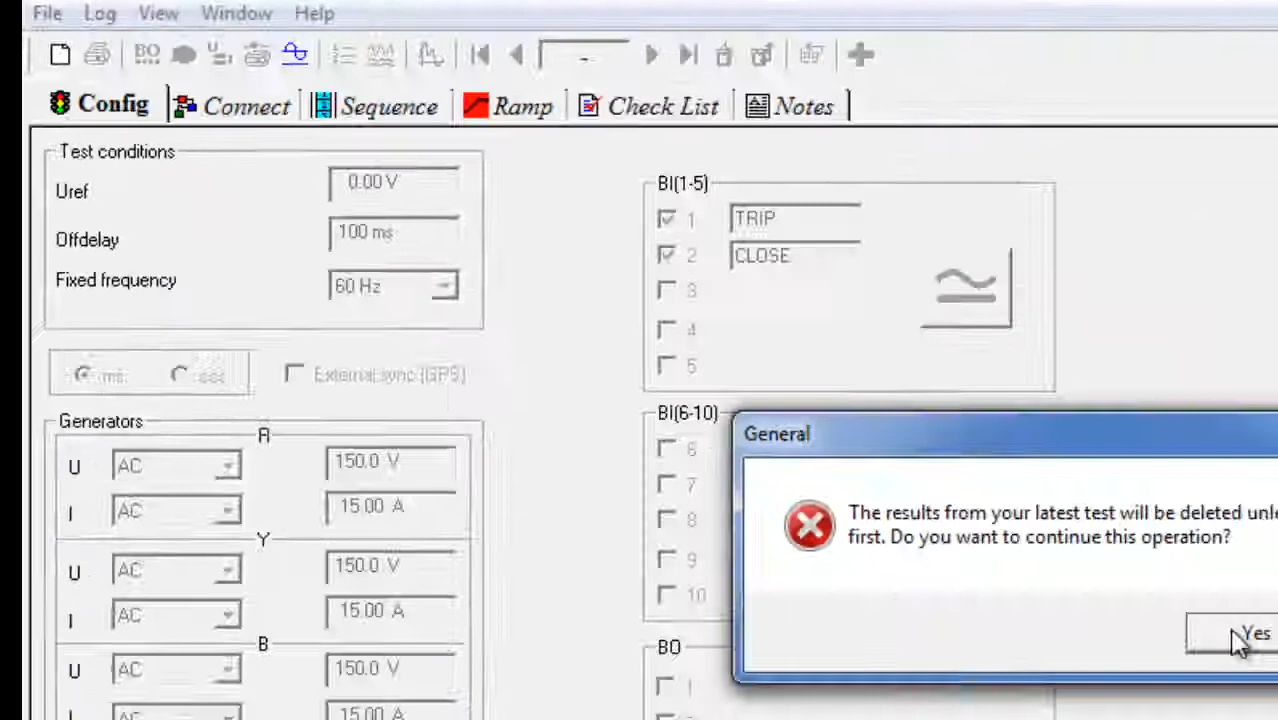 File Log View Window Help
BO
-
Config Connect Sequence Ramp Check List Notes
Test conditions
Uref 0.00 V
Offdelay 100 ms
Fixed frequency 60 Hz
ms sec External sync (GPS)
Generators
A
U AC 150.0 V
I AC 15.00 A
Y
U AC 150.0 V
I AC 15.00 A
B
U AC 150.0 V
I AC 15.00 A
BI(1-5)
1 TRIP
2 CLOSE
3
4
5
BI(6-10)
6
7
8
9
10
BO
1
General
The results from your latest test will be deleted
first. Do you want to continue this operation?
Yes